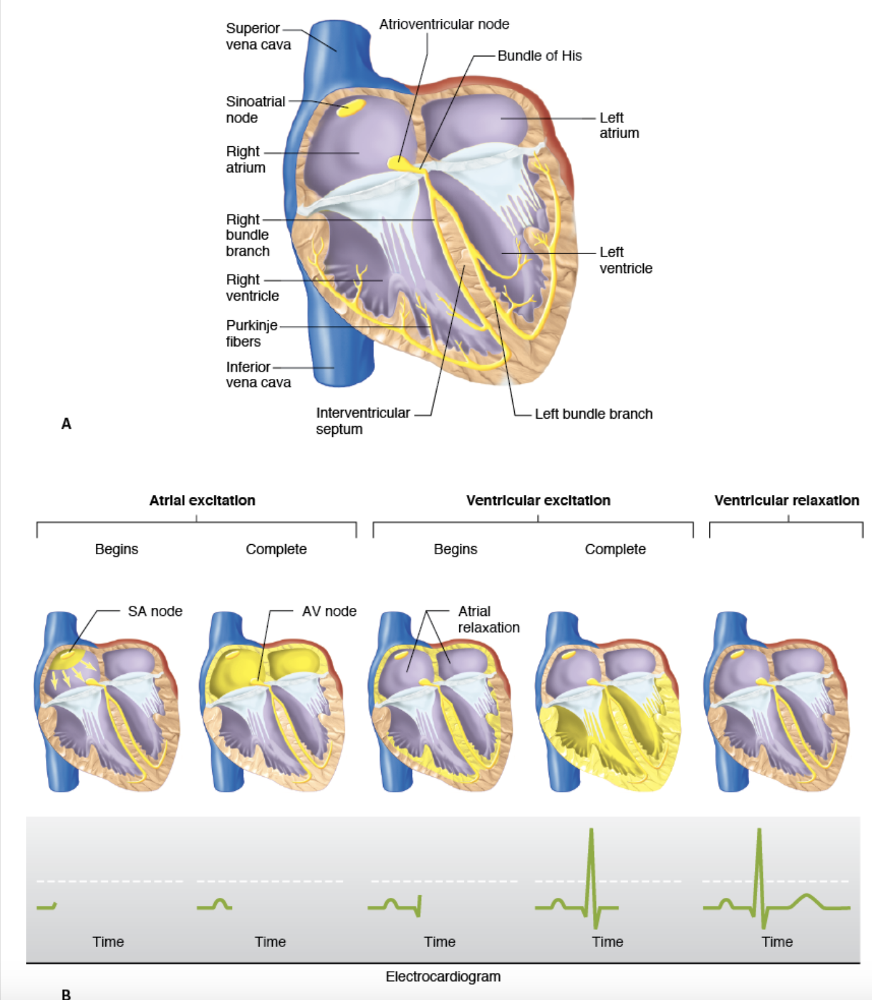 Superior
vena cava
Atrioventricular node
Bundle of His
Sinoatrial
node
Left
atrium
Right
atrium
Right
bundle
branch
Left
ventricle
Right
ventricle
Purkinje
fibers
Inferior
vena cava
Interventricular
septum
Left bundle branch
A
Atrial excitation
Ventricular excitation
Ventricular relaxation
Begins
Complete
Begins
Complete
SA node
AV node
Atrial
relaxation
Time
Time
Time
Time
Time
Electrocardiogram
B